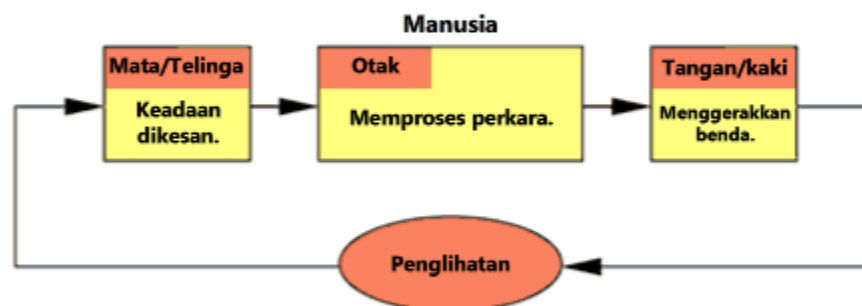 Manusia
Mata/Telinga
Keadaan
dikesan.
Otak
Memproses perkara.
Tangan/kaki
Menggerakkan
benda.
Penglihatan